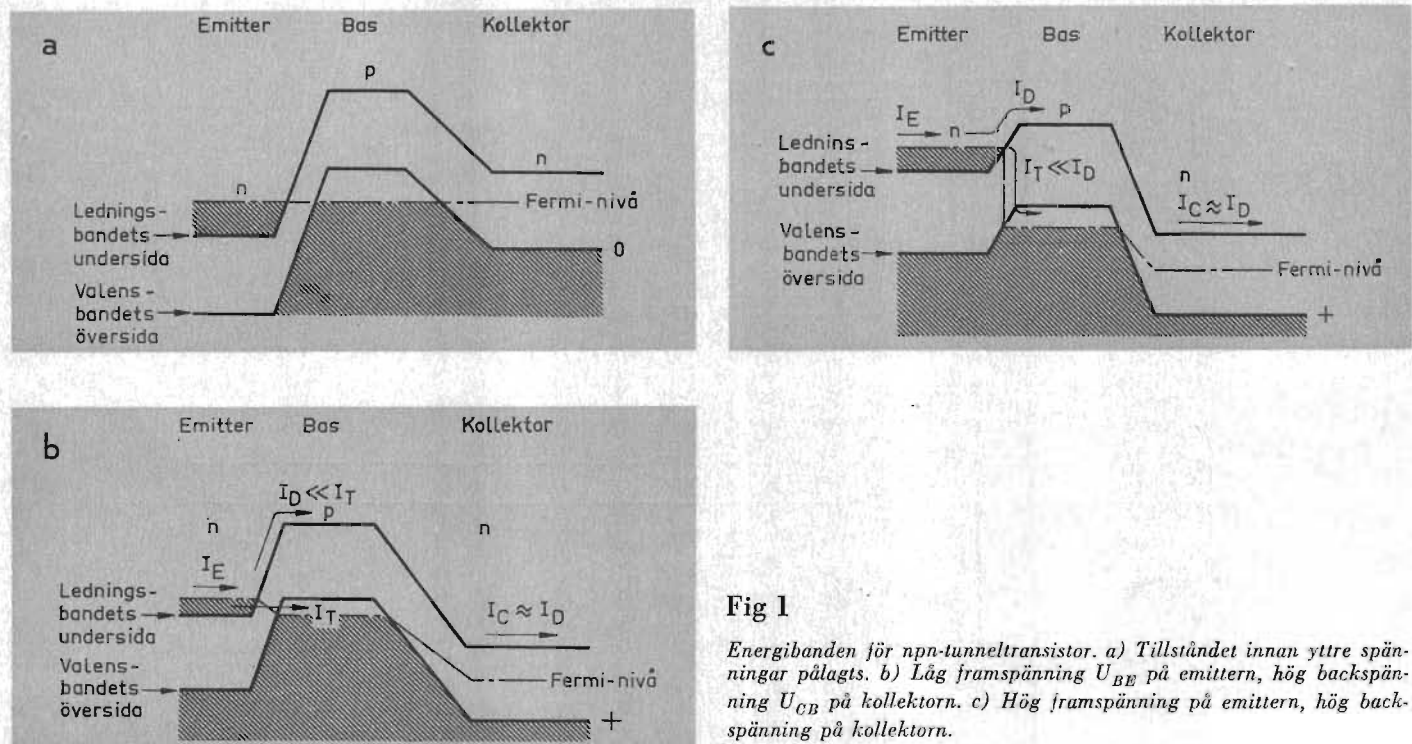 Emitter Bas Kollektor
a
p
n
n
Fermi-nivå
Lednings-
bandets
undersida
0
Valens-
bandets
översida
Emitter Bas Kollektor
c
I_D
I_E n p
Lednins-
bandets
undersida
I_T ≪ I_D
n
I_C ≈ I_D
Valens-
bandets
översida
Fermi-nivå
+
Emitter Bas Kollektor
b
I_D ≪ I_T
n p n
I_E
Lednings-
bandets
undersida
I_T
I_C ≈ I_D
Valens-
bandets
översida
Fermi-nivå
+
Fig 1
Energibanden för npn-tunneltransistor. a) Tillståndet innan yttre spän-
ningar pålagts. b) Låg framspänning U_BE på emittern, hög backspän-
ning U_CB på kollektorn. c) Hög framspänning på emittern, hög back-
spänning på kollektorn.